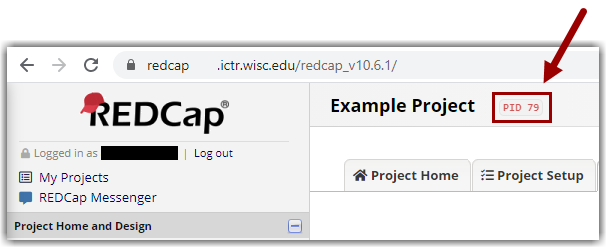 redcap .ictr.wisc.edu/redcap_v10.6.1/
REDCap®
Example Project PID 79
Logged in as | Log out
My Projects
REDCap Messenger
Project Home Project Setup
Project Home and Design